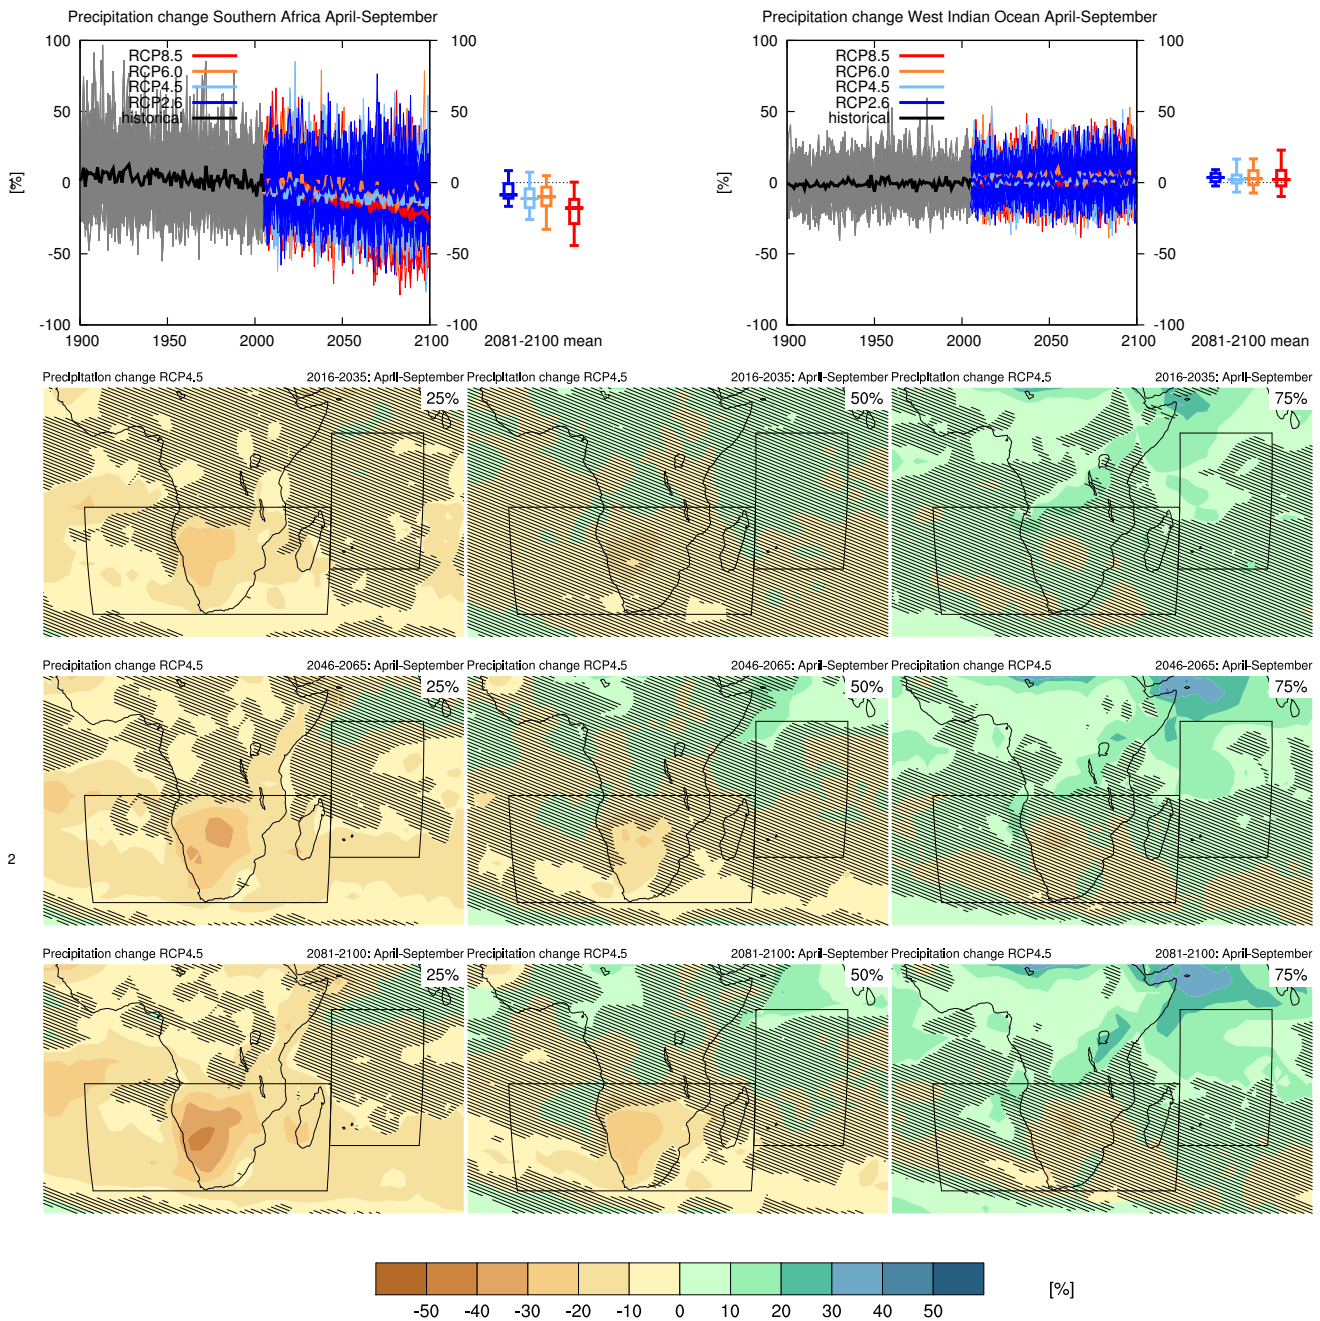 Precipitation change Southern Africa April-September
100
50
0
-50
-100
[%]
RCP8.5
RCP6.0
RCP4.5
RCP2.6
historical
100
50
0
-50
-100
1900 1950 2000 2050 2100
2081-2100 mean
Precipitation change West Indian Ocean April-September
100
50
0
-50
-100
[%]
RCP8.5
RCP6.0
RCP4.5
RCP2.6
historical
100
50
0
-50
-100
1900 1950 2000 2050 2100
2081-2100 mean
Precipitation change RCP4.5 2016-2035: April-September
25%
Precipitation change RCP4.5 2016-2035: April-September
50%
Precipitation change RCP4.5 2016-2035: April-September
75%
Precipitation change RCP4.5 2046-2065: April-September
25%
Precipitation change RCP4.5 2046-2065: April-September
50%
Precipitation change RCP4.5 2046-2065: April-September
75%
2
Precipitation change RCP4.5 2081-2100: April-September
25%
Precipitation change RCP4.5 2081-2100: April-September
50%
Precipitation change RCP4.5 2081-2100: April-September
75%
-50 -40 -30 -20 -10 0 10 20 30 40 50
[%]